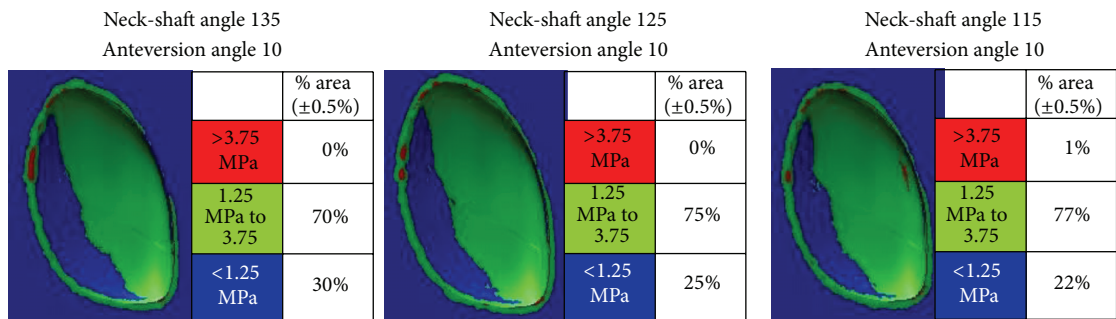 Neck-shaft angle 135
Anteversion angle 10
% area
(±0.5%)
>3.75
MPa
0%
1.25
MPa to
3.75
70%
<1.25
MPa
30%
Neck-shaft angle 125
Anteversion angle 10
% area
(±0.5%)
>3.75
MPa
0%
1.25
MPa to
3.75
75%
<1.25
MPa
25%
Neck-shaft angle 115
Anteversion angle 10
% area
(±0.5%)
>3.75
MPa
1%
1.25
MPa to
3.75
77%
<1.25
MPa
22%